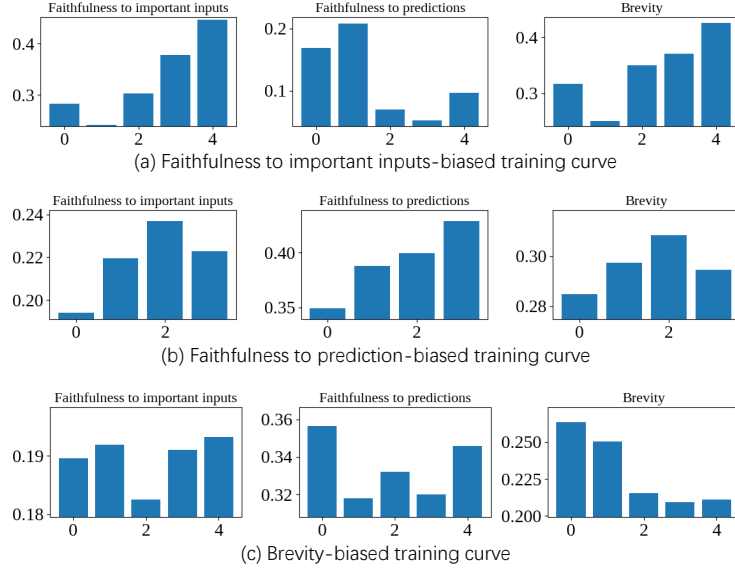 Faithfulness to important inputs
Faithfulness to predictions
Brevity
0.4
0.3
0 2 4
0.2
0.1
0 2 4
0.4
0.3
0 2 4
(a) Faithfulness to important inputs-biased training curve
Faithfulness to important inputs
Faithfulness to predictions
Brevity
0.24
0.22
0.20
0 2
0.40
0.35
0 2
0.30
0.28
0 2
(b) Faithfulness to prediction-biased training curve
Faithfulness to important inputs
Faithfulness to predictions
Brevity
0.19
0.18
0 2 4
0.36
0.34
0.32
0 2 4
0.250
0.225
0.200
0 2 4
(c) Brevity-biased training curve